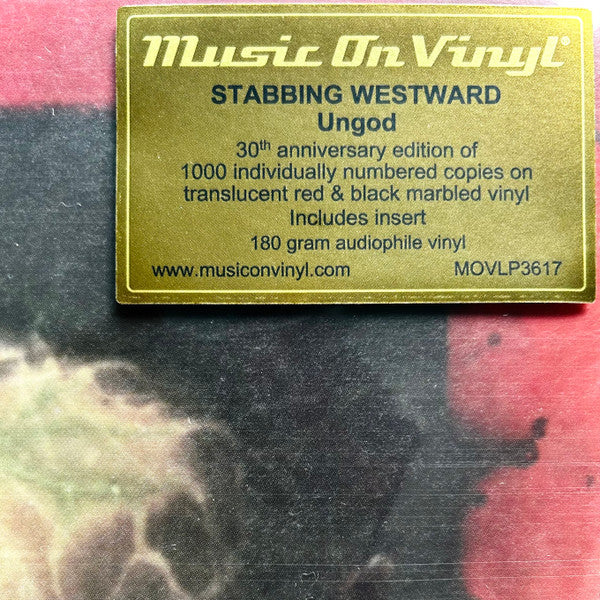 Music On Vinyl®
STABBING WESTWARD
Ungod
30th anniversary edition of
1000 individually numbered copies on
translucent red & black marbled vinyl
Includes insert
180 gram audiophile vinyl
www.musiconvinyl.com MOVLP3617